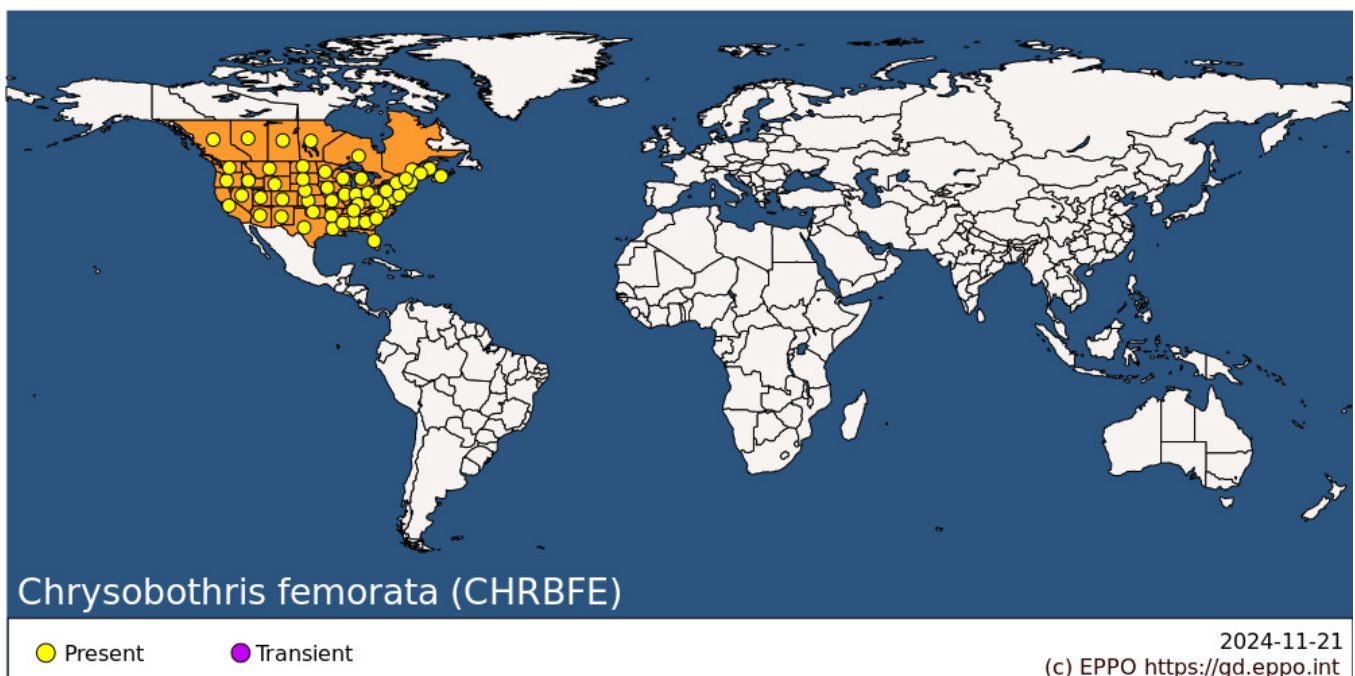 Chrysobothris femorata (CHRBFE)
Present
Transient
2024-11-21
(c) EPPO https://gd.eppo.int